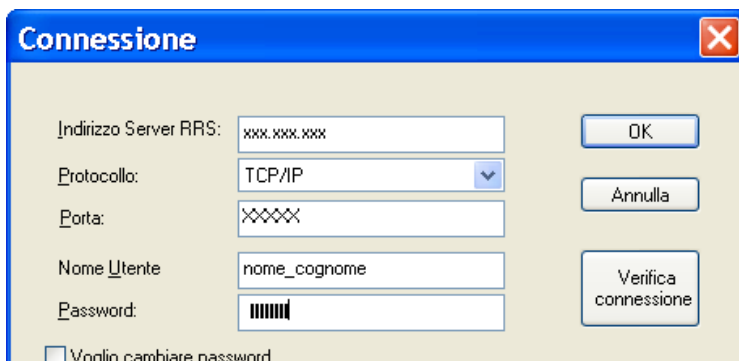 Connessione
Indirizzo Server RRS: xxx.xxx.xxx
OK
Protocollo: TCP/IP
Annulla
Porta: XXXXX
Nome Utente nome_cognome
Verifica
connessione
Password:
Voglio cambiare password